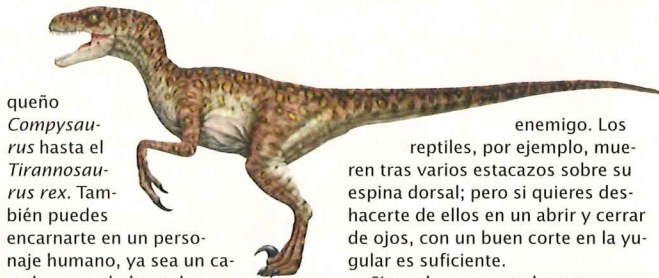 queño
Compysau-
rus hasta el
Tirannosau-
rus rex. Tam-
bién puedes
encarnarte en un perso-
naje humano, ya sea un ca-
enemigo. Los
reptiles, por ejemplo, mue-
ren tras varios estacazos sobre su
espina dorsal; pero si quieres des-
hacerte de ellos en un abrir y cerrar
de ojos, con un buen corte en la yu-
gular es suficiente.